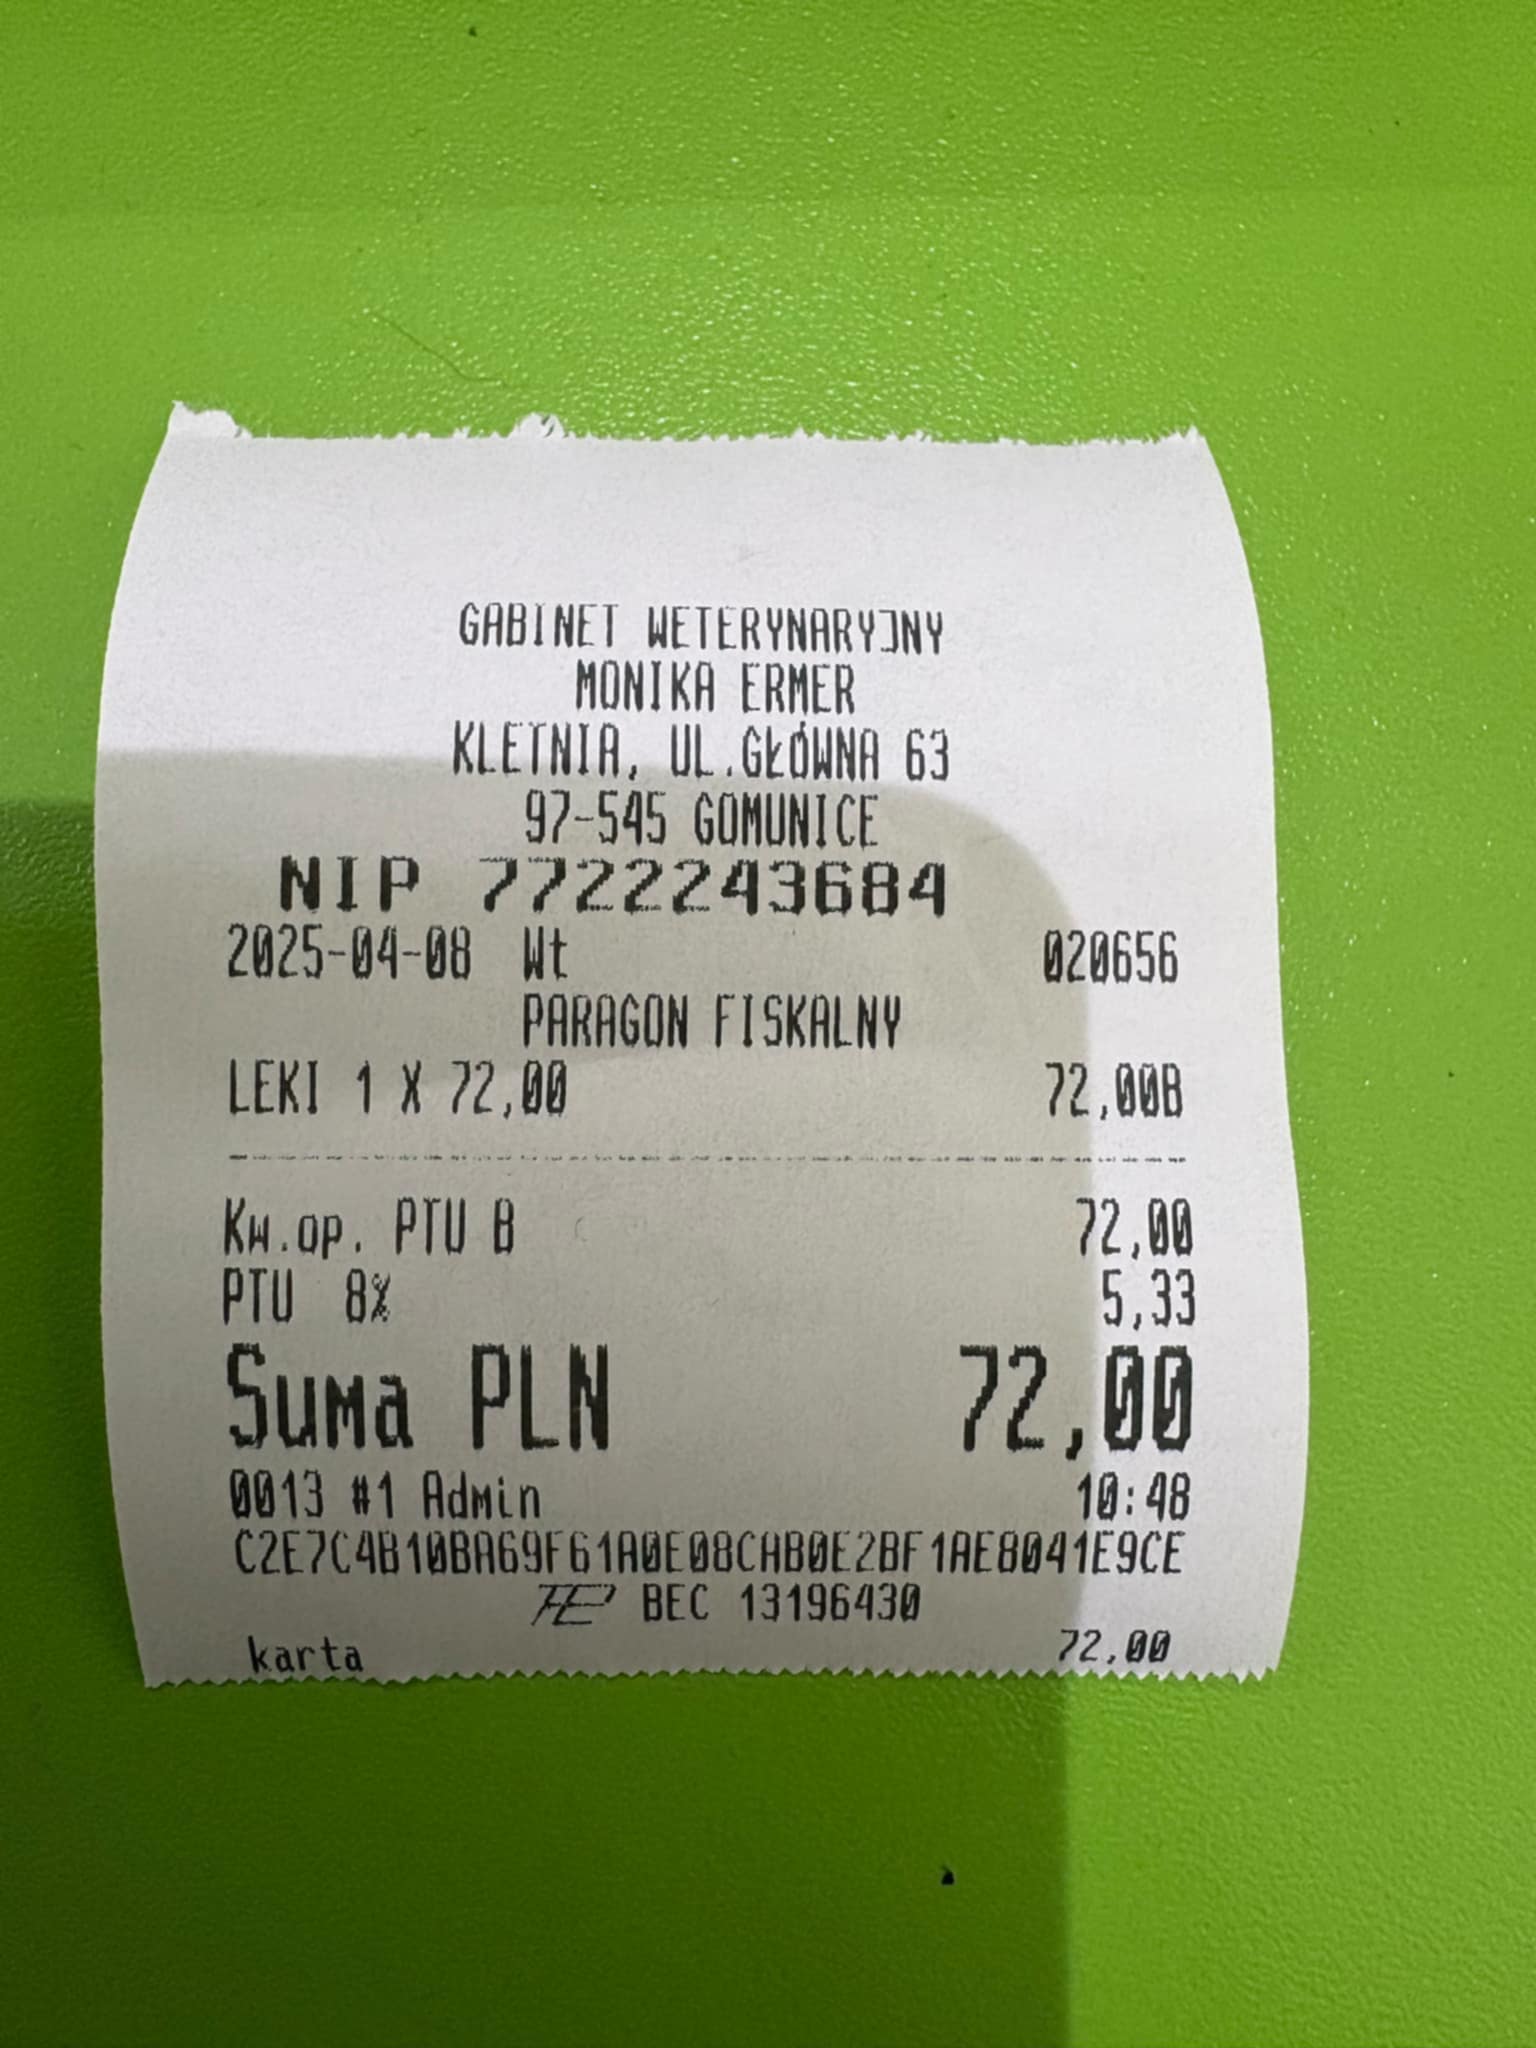 GABINET WETERYNARYJNY
MONIKA ERMER
KLETNIA, UL.GŁÓWNA 63
97-545 GOMUNICE
NIP 7722243684
2025-04-08 Wt 020656
PARAGON FISKALNY
LEKI 1 X 72,00 72,00B
Kw.op. PTU B 72,00
PTU 8% 5,33
Suma PLN 72,00
0013 #1 Admin 10:48
C2E7C4B10BA69F61A0E08CAB0E2BF1AE8041E9CE
BEC 13196430
karta 72,00